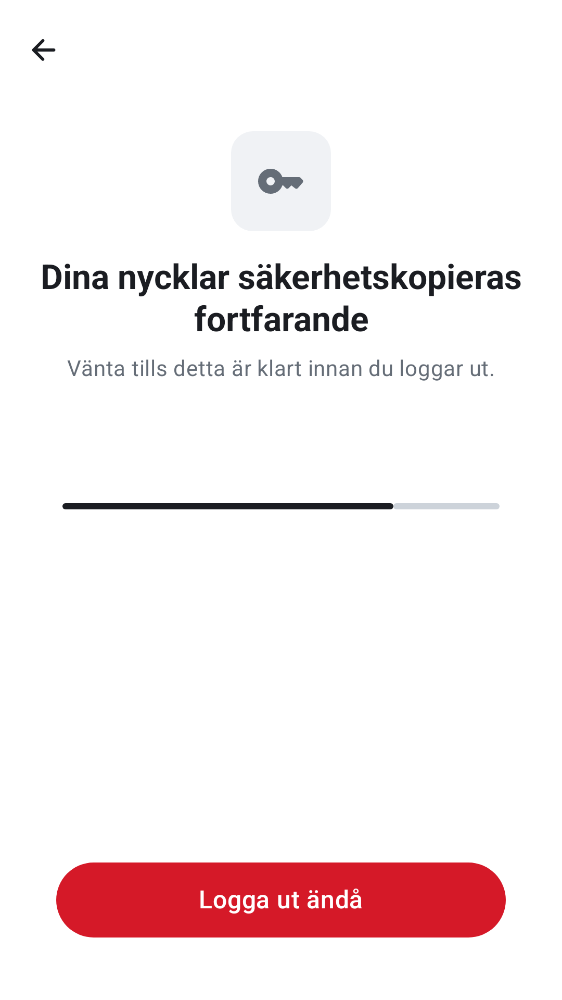 Dina nycklar säkerhetskopieras
fortfarande
Vänta tills detta är klart innan du loggar ut.
Logga ut ändå